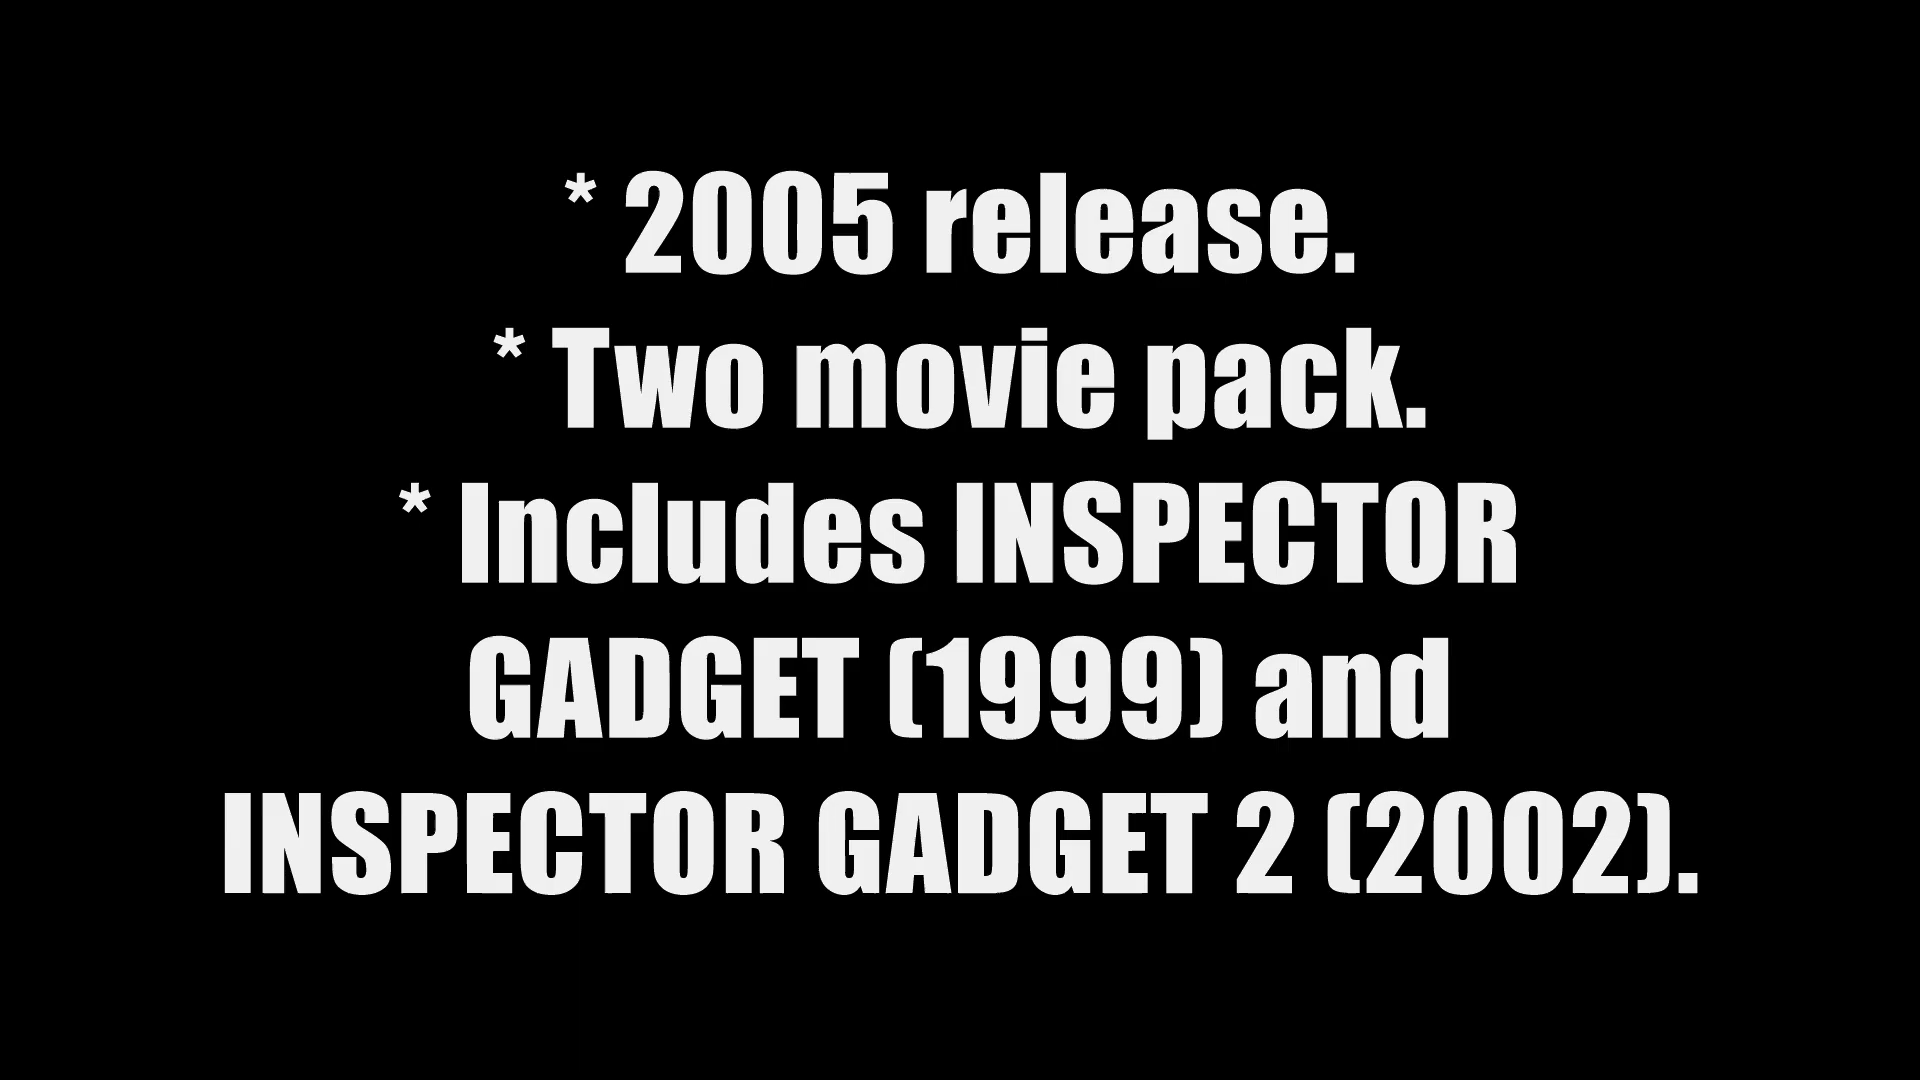 * 2005 release.
* Two movie pack.
* Includes INSPECTOR
GADGET (1999) and
INSPECTOR GADGET 2 (2002).